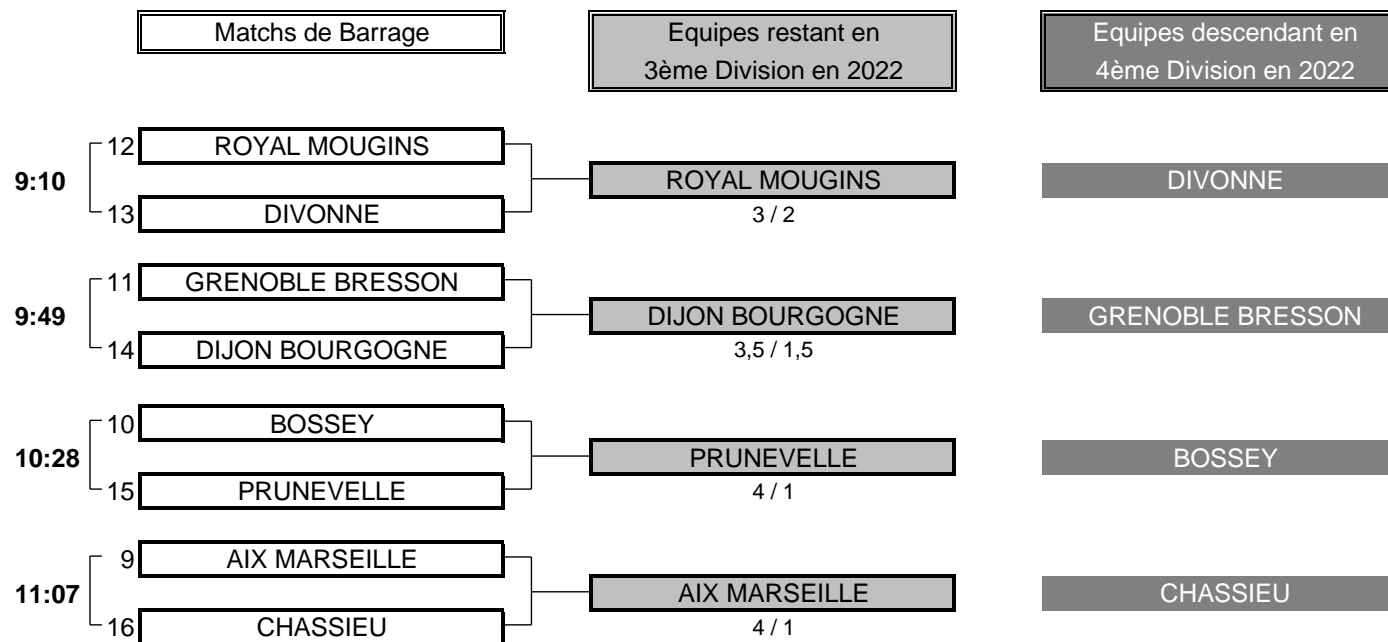 Matchs de Barrage
Equipes restant en
3ème Division en 2022
Equipes descendant en
4ème Division en 2022
12 ROYAL MOUGINS
9:10
ROYAL MOUGINS
DIVONNE
13 DIVONNE
3 / 2
11 GRENOBLE BRESSON
9:49
DIJON BOURGOGNE
GRENOBLE BRESSON
14 DIJON BOURGOGNE
3,5 / 1,5
10 BOSSEY
10:28
PRUNEVELLE
BOSSEY
15 PRUNEVELLE
4 / 1
9 AIX MARSEILLE
11:07
AIX MARSEILLE
CHASSIEU
16 CHASSIEU
4 / 1